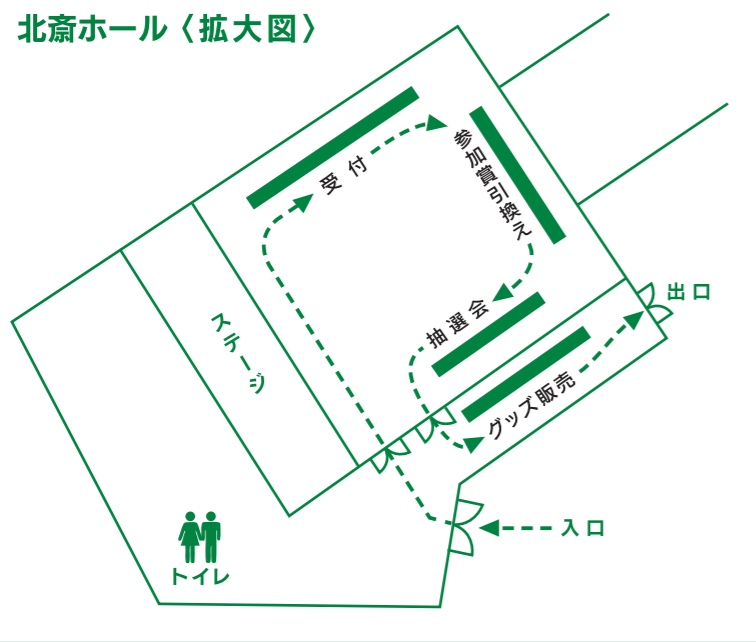 北斎ホール〈拡大図〉
受付
参加賞引換え
抽選会
グッズ販売
出口
入口
ステージ
トイレ